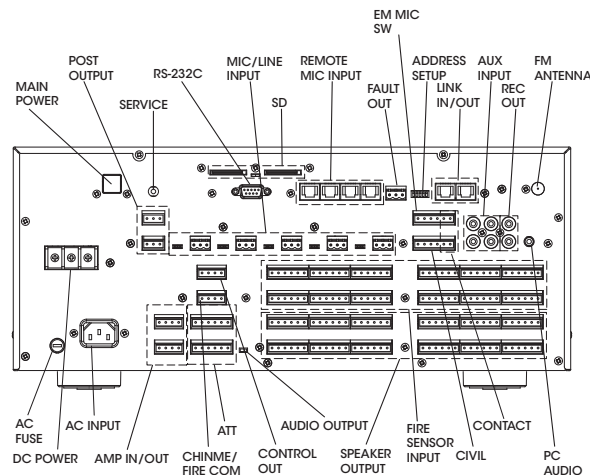 EM MIC
SW
POST
OUTPUT
MIC/LINE
INPUT
REMOTE
MIC INPUT
ADDRESS
SETUP
AUX
INPUT
FM
ANTENNA
MAIN
POWER
RS-232C
FAULT
OUT
LINK
IN/OUT
REC
OUT
SERVICE
SD
AC
FUSE
AC INPUT
ATT
AUDIO OUTPUT
FIRE
SENSOR
INPUT
CONTACT
DC POWER
AMP IN/OUT
CHINME/
FIRE COM
CONTROL
OUT
SPEAKER
OUTPUT
CIVIL
PC
AUDIO